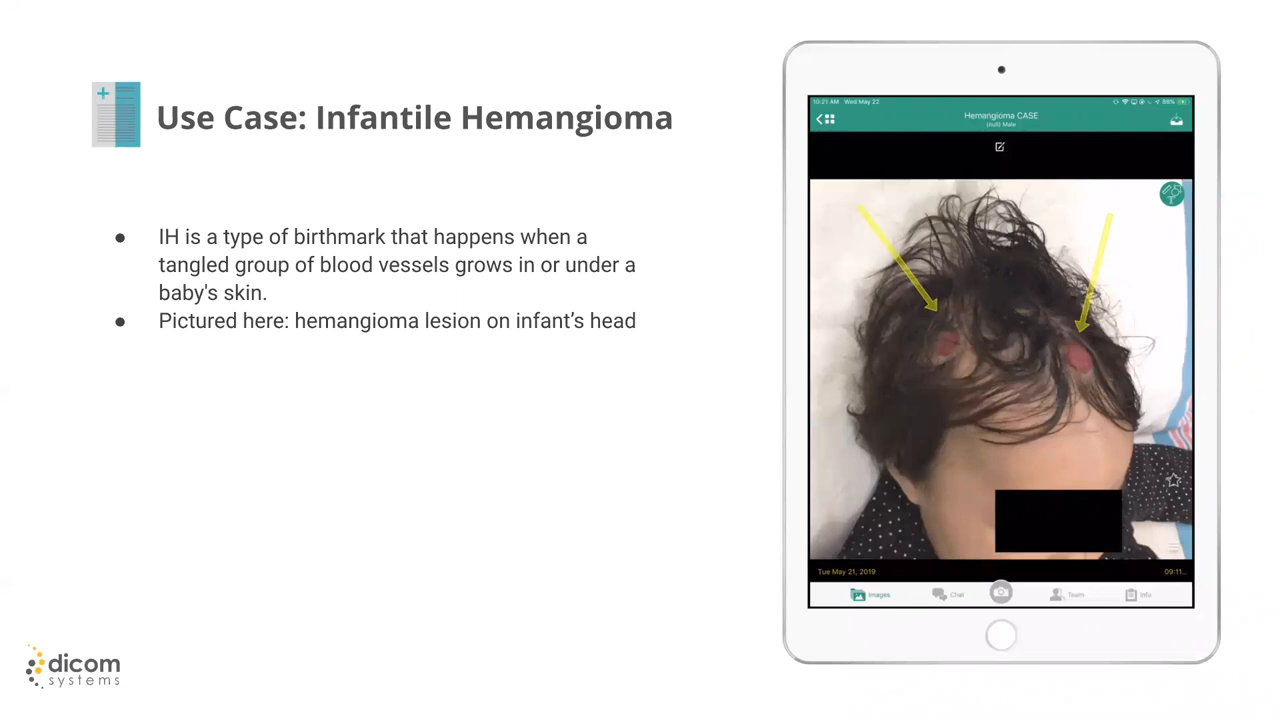 Use Case: Infantile Hemangioma
● IH is a type of birthmark that happens when a
tangled group of blood vessels grows in or under a
baby's skin.
● Pictured here: hemangioma lesion on infant’s head
dicom
systems
10:21 AM Wed May 22
86%
Hemangioma CASE
(null) Male
T
Tue May 21, 2019
09:11...
Images
Chat
Team
Info